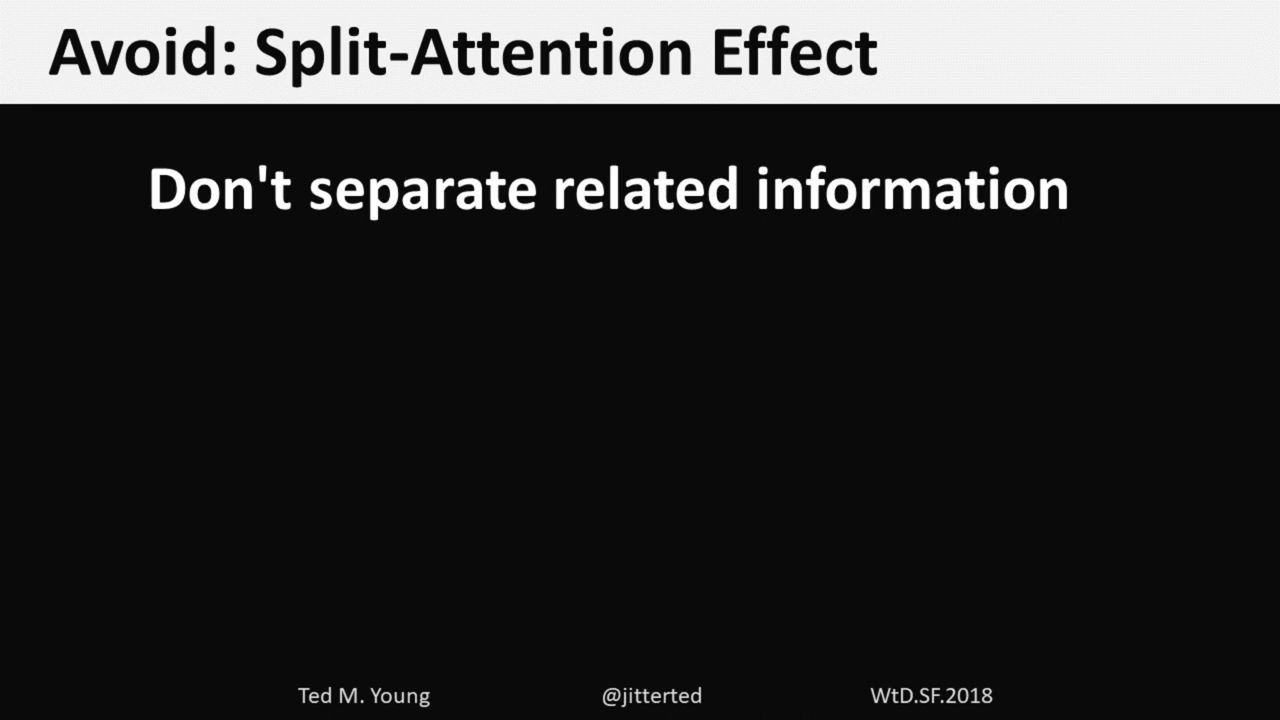 Avoid: Split-Attention Effect
Don't separate related information
Ted M. Young @jitterted WtD.SF.2018